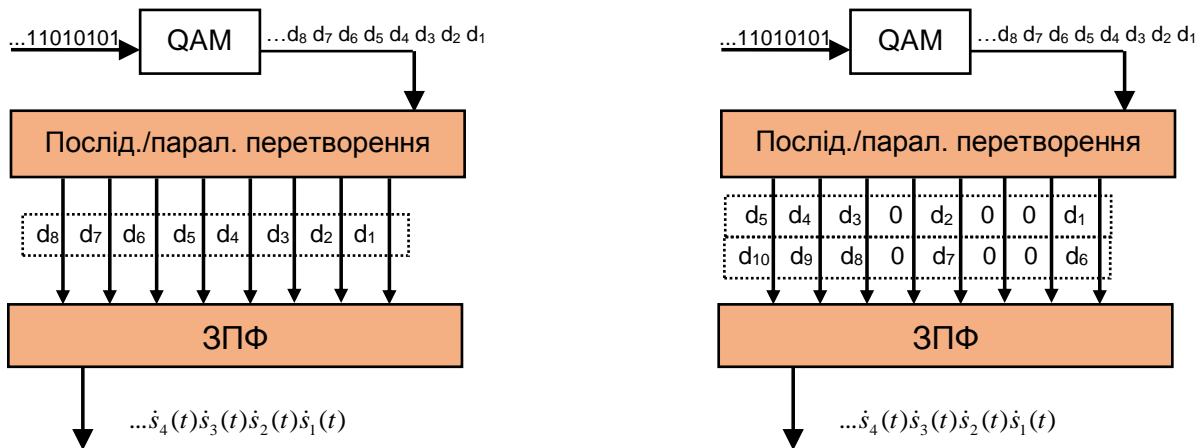 ...11010101
QAM
...d8 d7 d6 d5 d4 d3 d2 d1
Послід./парал. перетворення
d8 d7 d6 d5 d4 d3 d2 d1
ЗПФ
...ṡ4(t)ṡ3(t)ṡ2(t)ṡ1(t)
...11010101
QAM
...d8 d7 d6 d5 d4 d3 d2 d1
Послід./парал. перетворення
d5 d4 d3 0 d2 0 0 d1
d10 d9 d8 0 d7 0 0 d6
ЗПФ
...ṡ4(t)ṡ3(t)ṡ2(t)ṡ1(t)